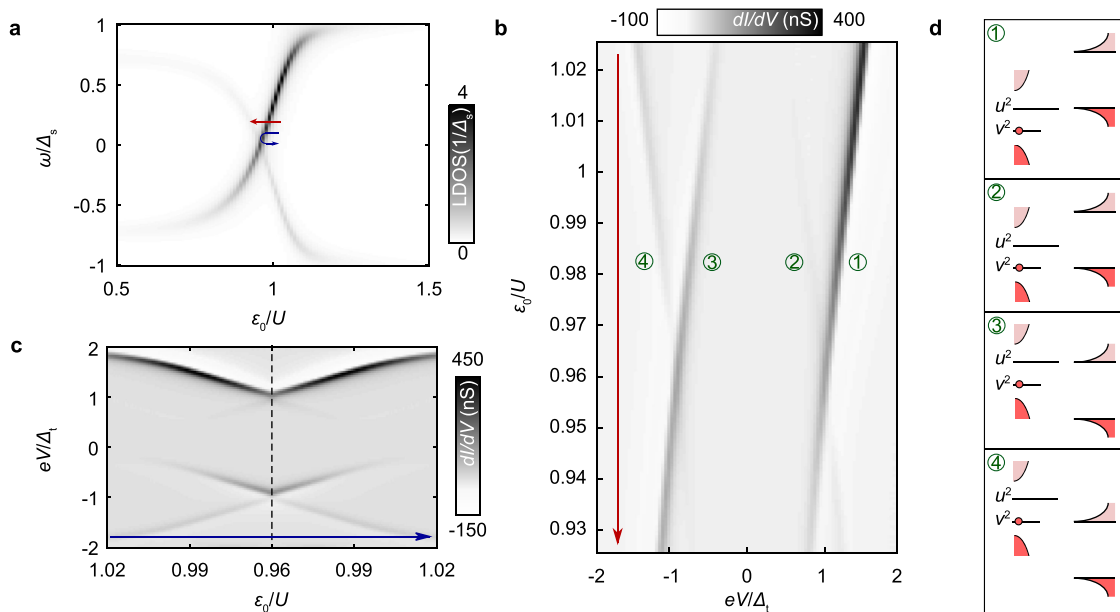 a
1
0.5
0
-0.5
-1
ω/Δs
0.5
1
1.5
ε0/U
4
LDOS(1/Δs)
0
b
-100
dI/dV (nS)
400
1.02
1.01
1
0.99
0.98
0.97
0.96
0.95
0.94
0.93
ε0/U
④
③
②
①
-2
-1
0
1
2
eV/Δt
c
2
1
0
-1
-2
eV/Δt
1.02
0.99
0.96
0.99
1.02
ε0/U
450
dI/dV (nS)
-150
d
①
u²
v²
②
u²
v²
③
u²
v²
④
u²
v²